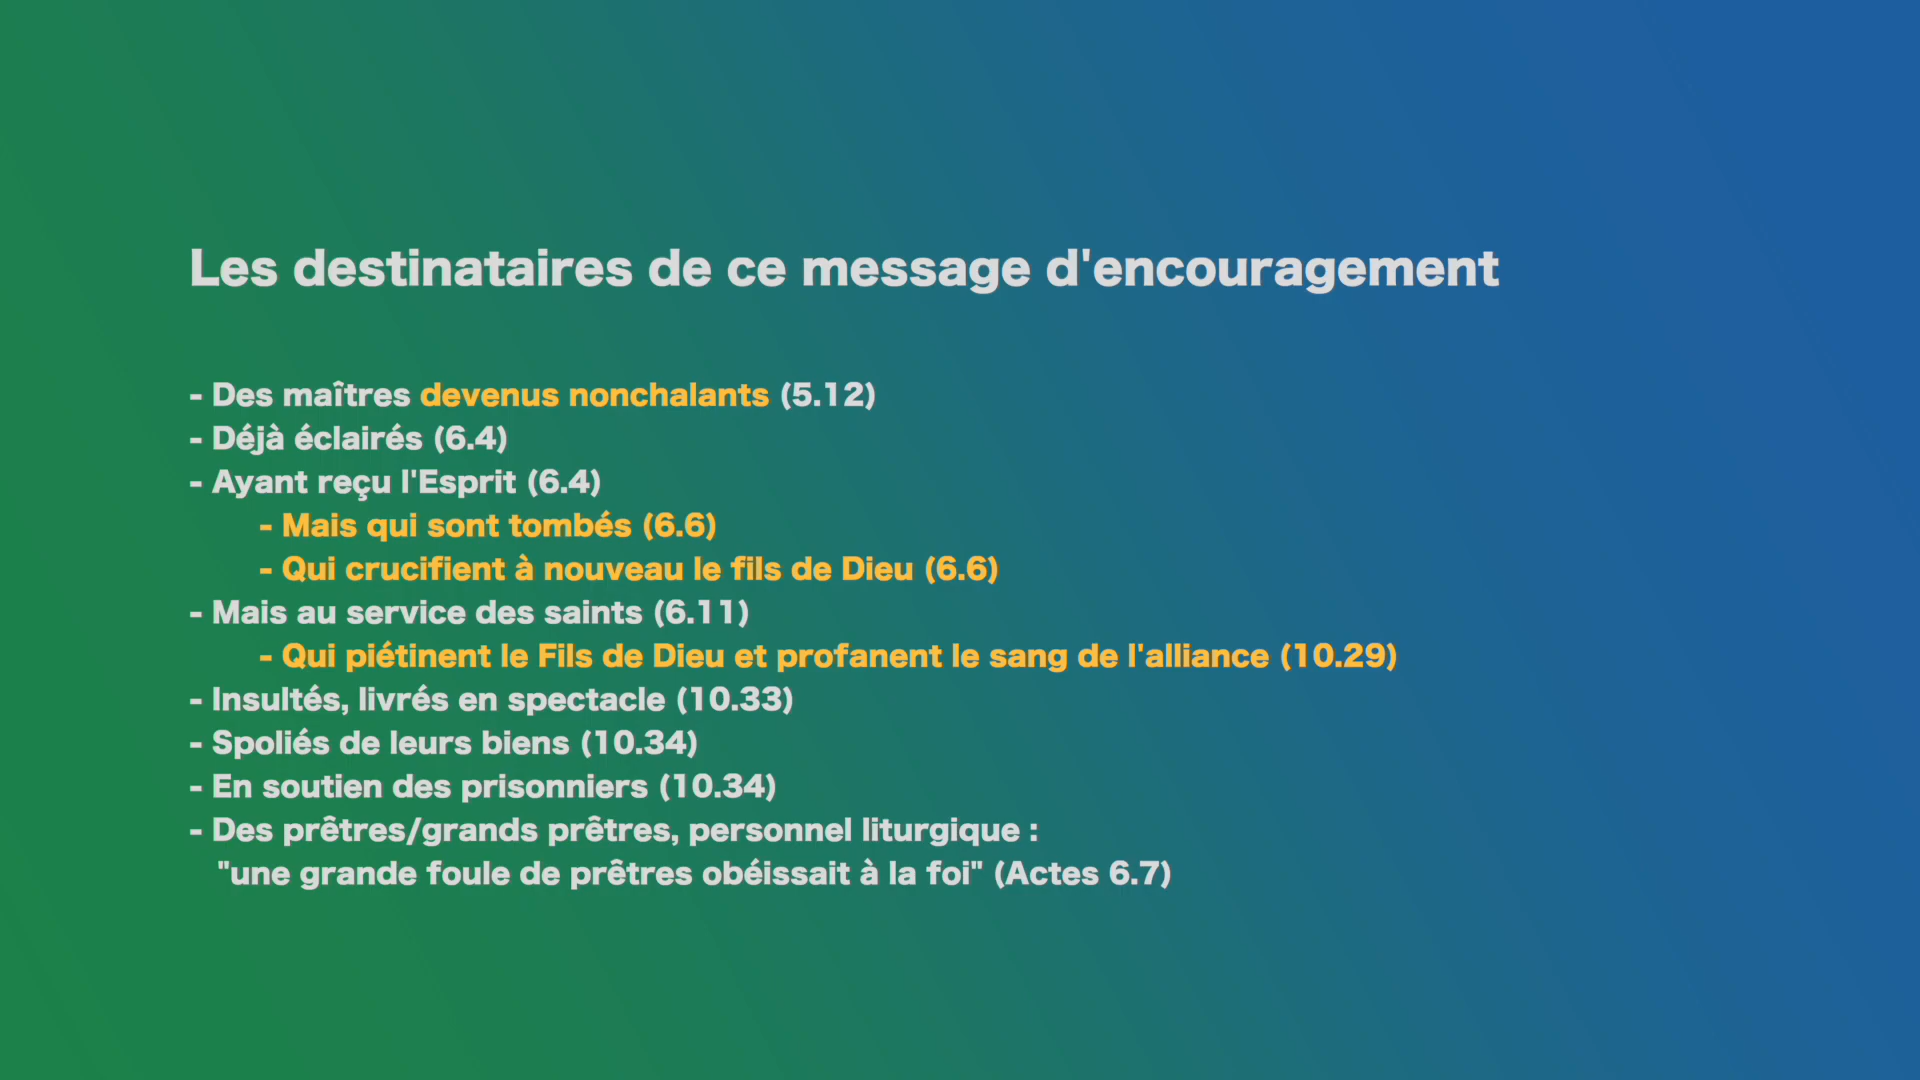 Les destinataires de ce message d'encouragement
- Des maîtres devenus nonchalants (5.12)
- Déjà éclairés (6.4)
- Ayant reçu l'Esprit (6.4)
- Mais qui sont tombés (6.6)
- Qui crucifient à nouveau le fils de Dieu (6.6)
- Mais au service des saints (6.11)
- Qui piétinent le Fils de Dieu et profanent le sang de l'alliance (10.29)
- Insultés, livrés en spectacle (10.33)
- Spoliés de leurs biens (10.34)
- En soutien des prisonniers (10.34)
- Des prêtres/grands prêtres, personnel liturgique :
"une grande foule de prêtres obéissait à la foi" (Actes 6.7)